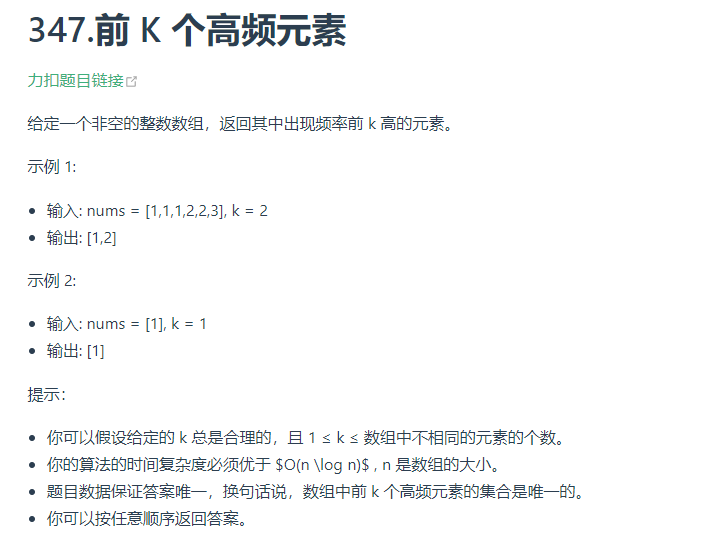 347.前 K 个高频元素
力扣题目链接
给定一个非空的整数数组，返回其中出现频率前 k 高的元素。
示例 1:
• 输入: nums = [1,1,1,2,2,3], k = 2
• 输出: [1,2]
示例 2:
• 输入: nums = [1], k = 1
• 输出: [1]
提示：
• 你可以假设给定的 k 总是合理的，且 1 ≤ k ≤ 数组中不相同的元素的个数。
• 你的算法的时间复杂度必须优于 $O(n \log n)$ , n 是数组的大小。
• 题目数据保证答案唯一，换句话说，数组中前 k 个高频元素的集合是唯一的。
• 你可以按任意顺序返回答案。